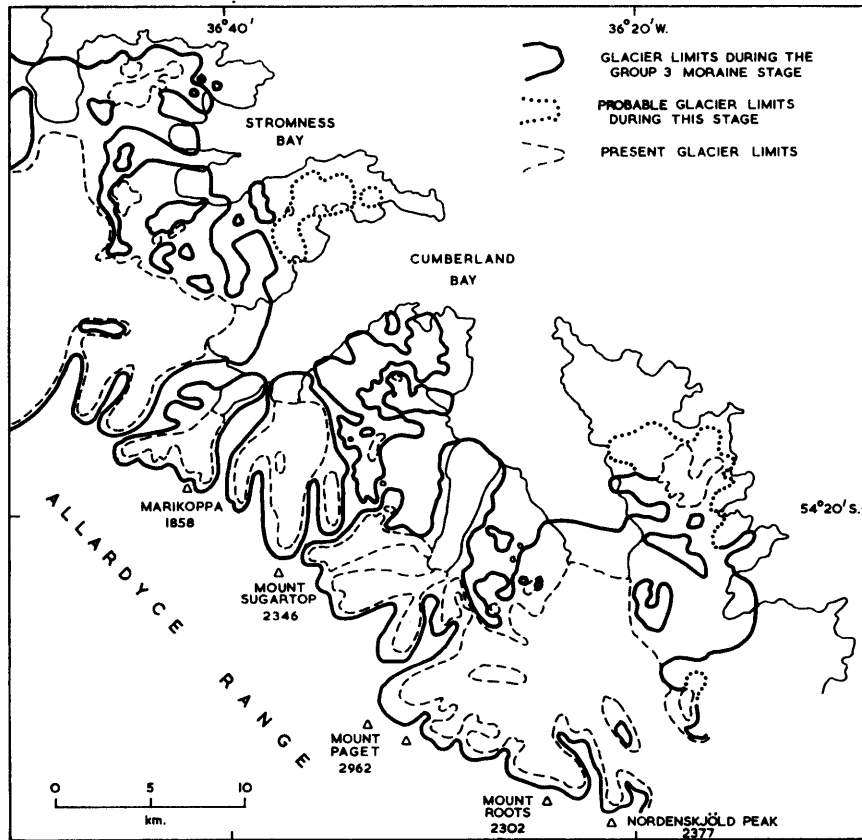 36°40'
36°20'W.
GLACIER LIMITS DURING THE
GROUP 3 MORAINE STAGE
PROBABLE GLACIER LIMITS
DURING THIS STAGE
PRESENT GLACIER LIMITS
STROMNESS
BAY
CUMBERLAND
BAY
54°20'S.
MARIKOPPA
1858
MOUNT
SUGARTOP
2346
ALLARDYCE RANGE
MOUNT
PAGET
2962
MOUNT
ROOTS
2302
NORDENSKJÖLD PEAK
2377
0 5 10
km.